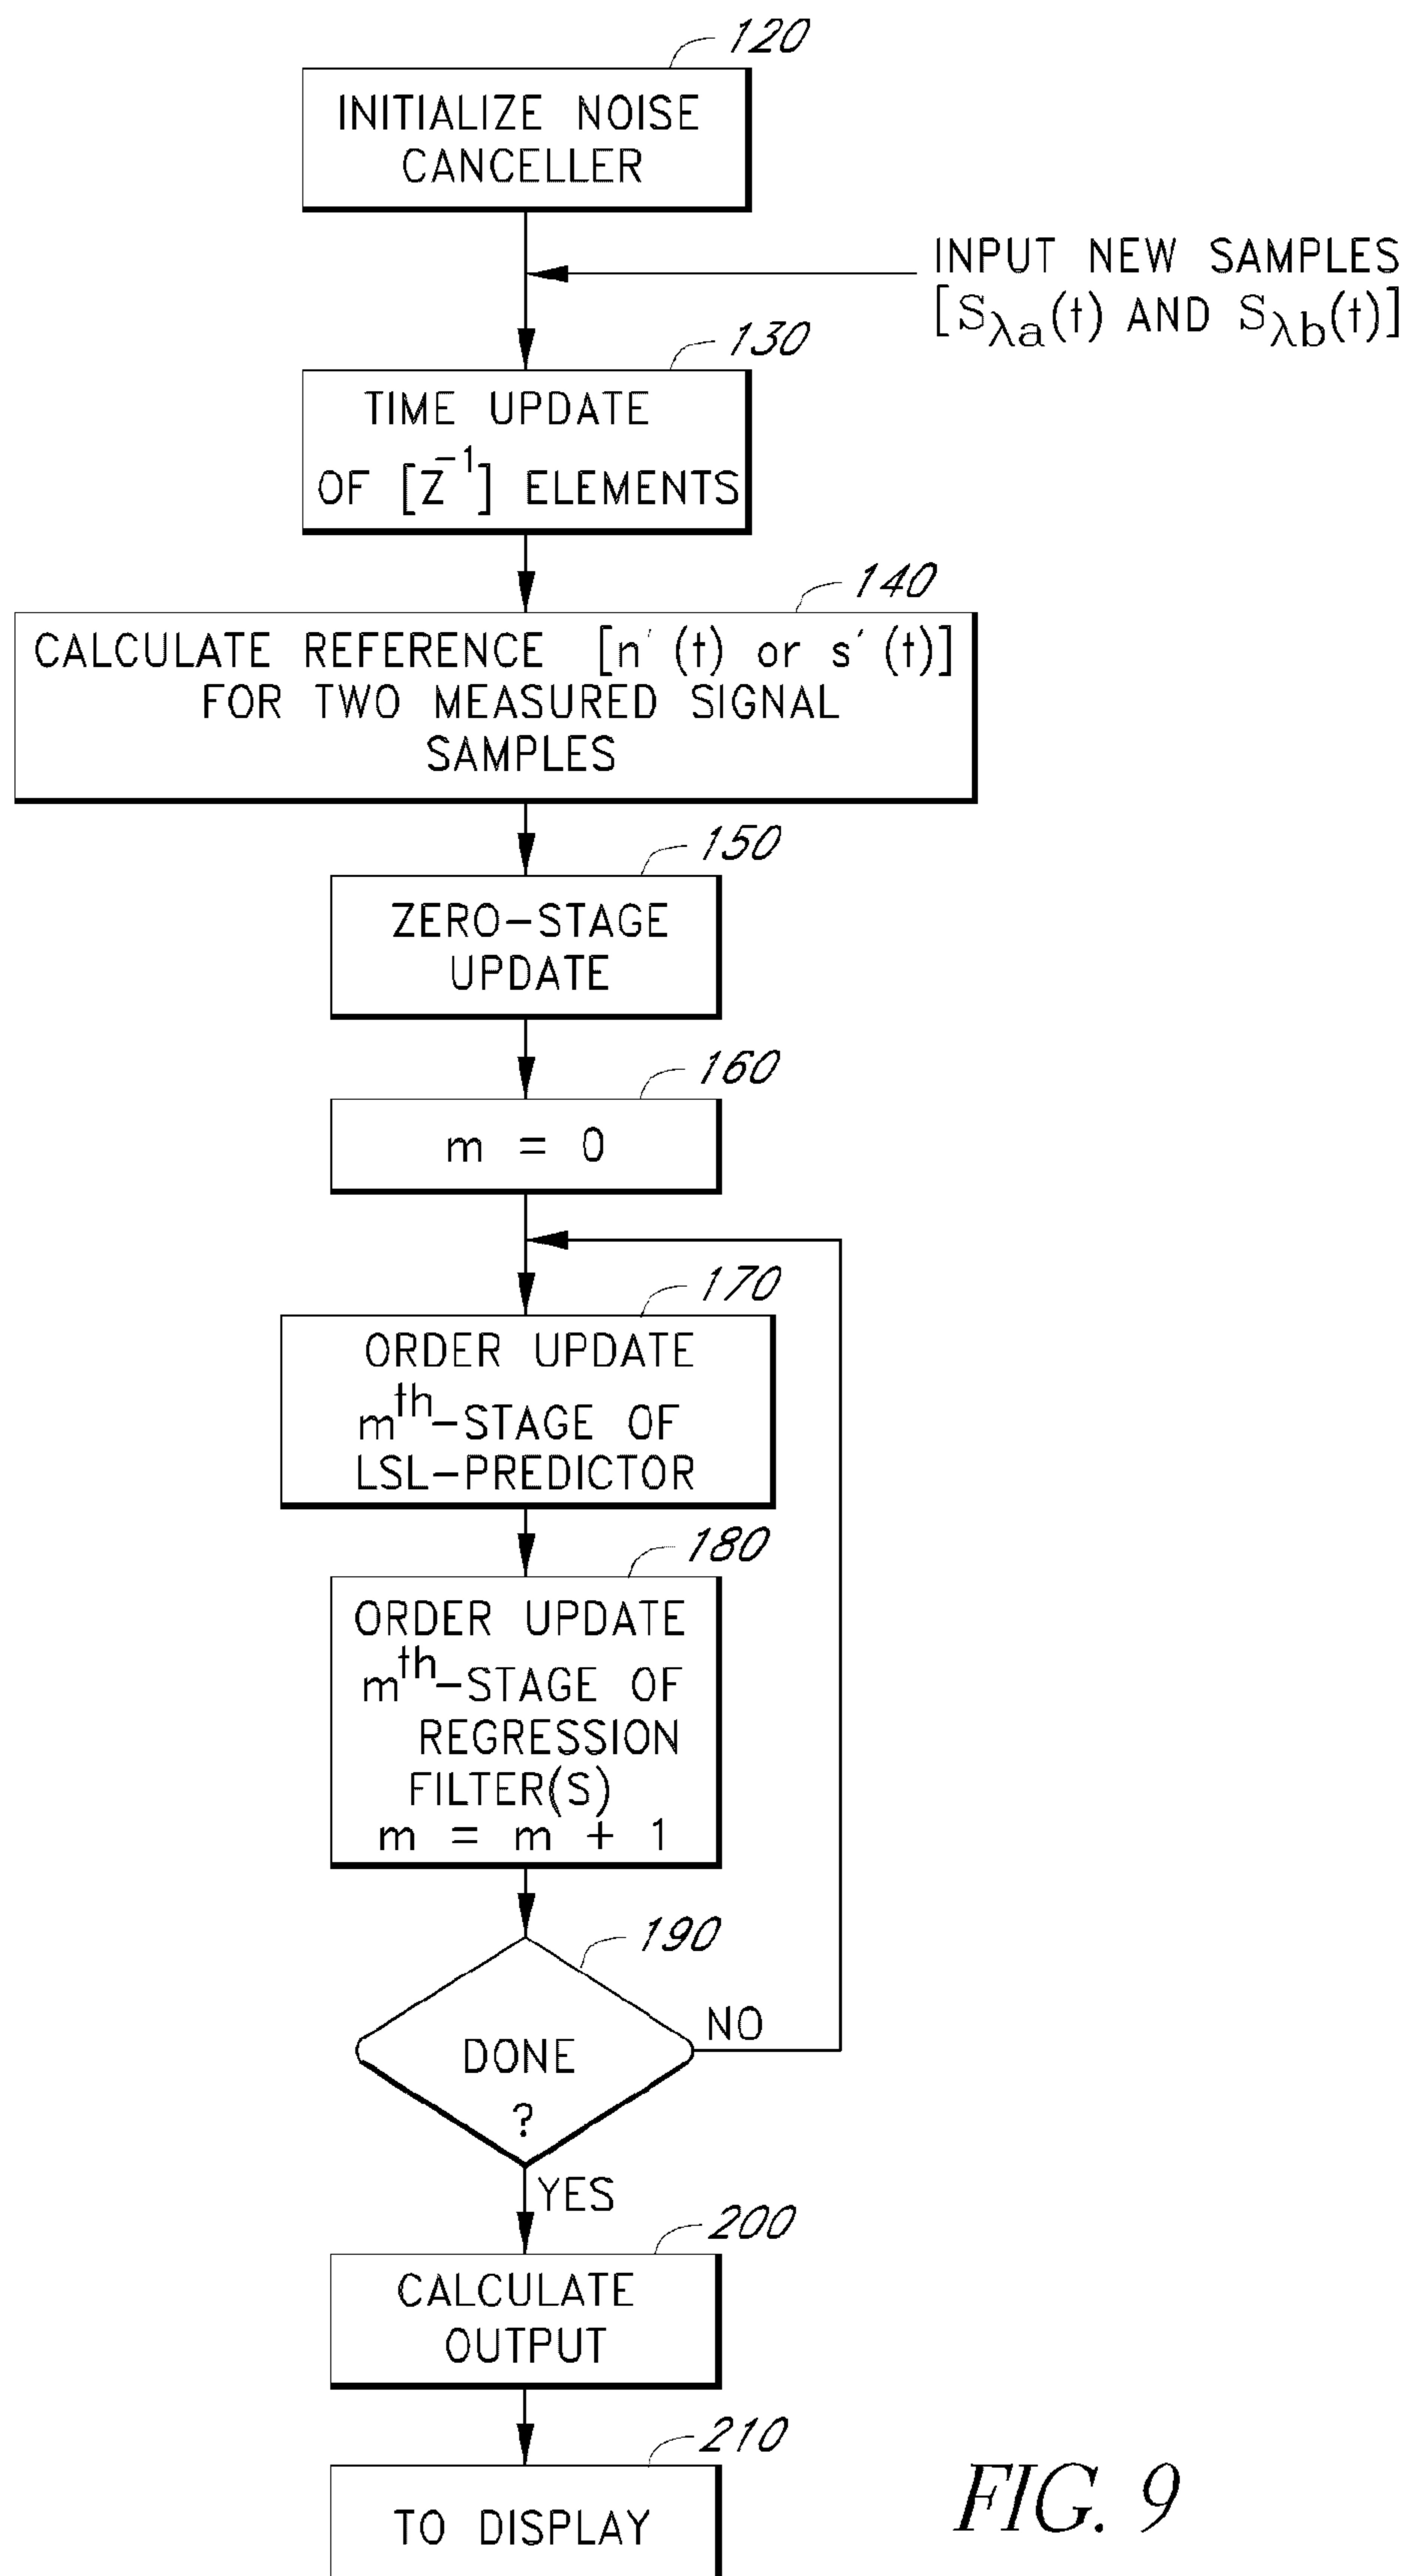 120
INITIALIZE NOISE
CANCELLER
INPUT NEW SAMPLES
[Sλa(t) AND Sλb(t)]
130
TIME UPDATE
OF [Z⁻¹] ELEMENTS
140
CALCULATE REFERENCE [n′(t) or s′(t)]
FOR TWO MEASURED SIGNAL
SAMPLES
150
ZERO-STAGE
UPDATE
160
m = 0
170
ORDER UPDATE
mᵗʰ-STAGE OF
LSL-PREDICTOR
180
ORDER UPDATE
mᵗʰ-STAGE OF
REGRESSION
FILTER(S)
m = m + 1
190
NO
DONE
?
YES
200
CALCULATE
OUTPUT
210
TO DISPLAY
FIG. 9